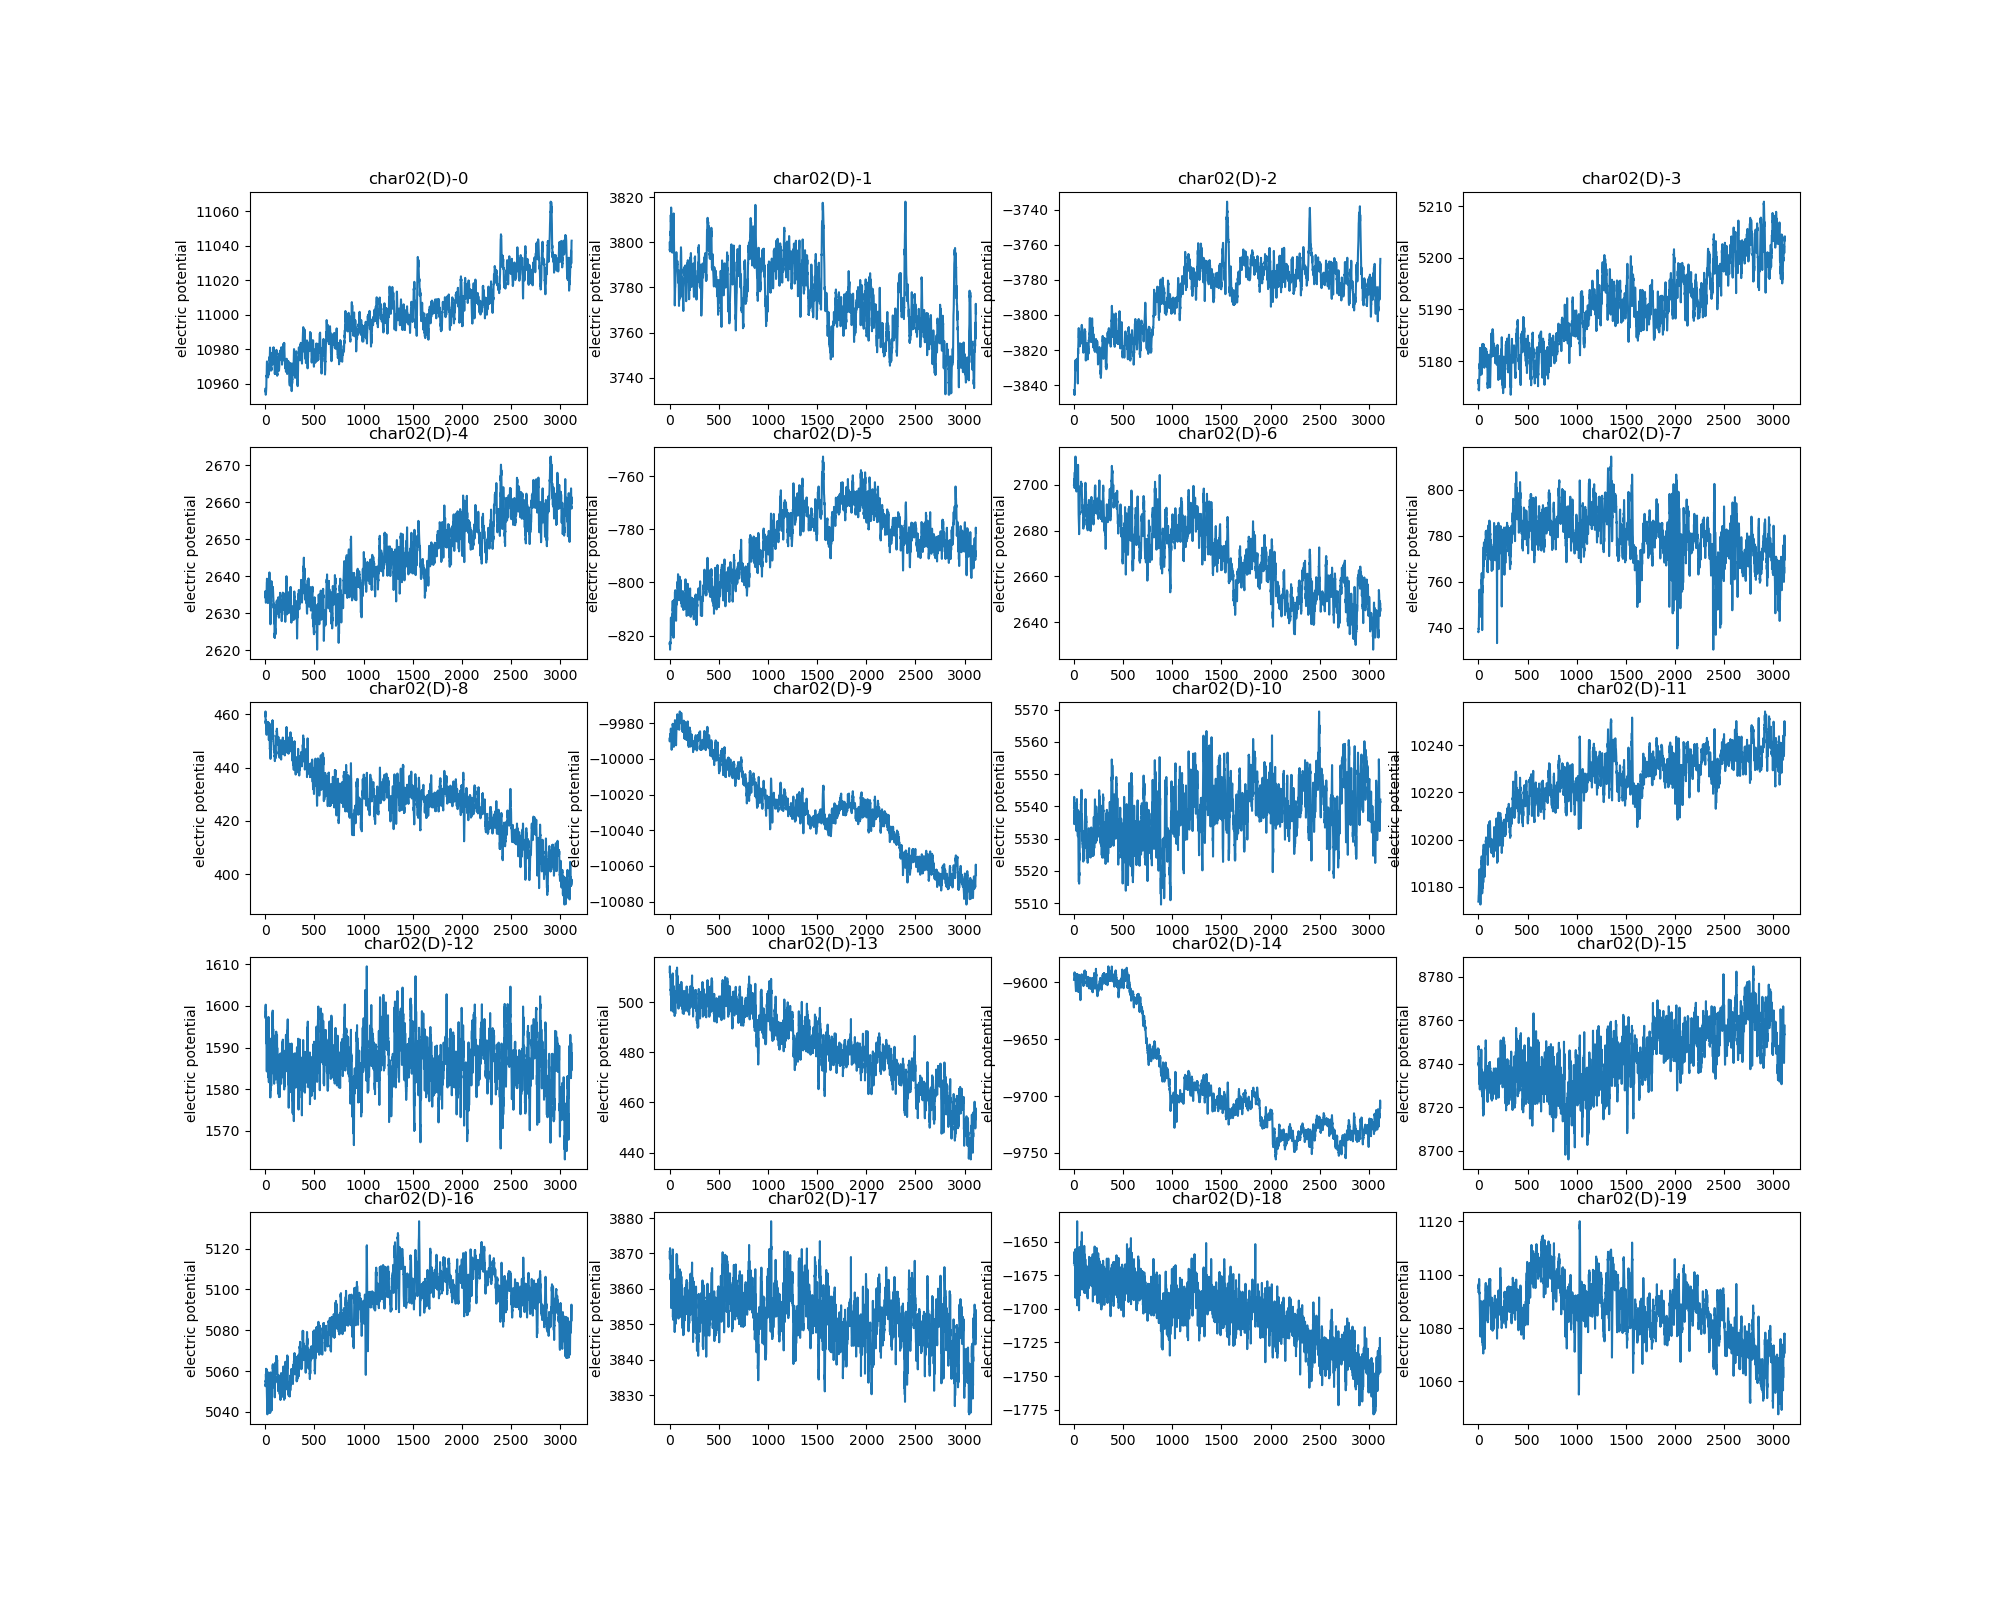 char02(D)-0 char02(D)-1 char02(D)-2 char02(D)-3
electric potential electric potential electric potential electric potential
11060 11040 11020 11000 10980 10960
3820 3800 3780 3760 3740
−3740 −3760 −3780 −3800 −3820 −3840
5210 5200 5190 5180
0 500 1000 1500 2000 2500 3000 0 500 1000 1500 2000 2500 3000 0 500 1000 1500 2000 2500 3000 0 500 1000 1500 2000 2500 3000
char02(D)-4 char02(D)-5 char02(D)-6 char02(D)-7
electric potential electric potential electric potential electric potential
2670 2660 2650 2640 2630 2620
−760 −780 −800 −820
2700 2680 2660 2640
800 780 760 740
0 500 1000 1500 2000 2500 3000 0 500 1000 1500 2000 2500 3000 0 500 1000 1500 2000 2500 3000 0 500 1000 1500 2000 2500 3000
char02(D)-8 char02(D)-9 char02(D)-10 char02(D)-11
electric potential electric potential electric potential electric potential
460 440 420 400
−9980 −10000 −10020 −10040 −10060 −10080
5570 5560 5550 5540 5530 5520 5510
10240 10220 10200 10180
0 500 1000 1500 2000 2500 3000 0 500 1000 1500 2000 2500 3000 0 500 1000 1500 2000 2500 3000 0 500 1000 1500 2000 2500 3000
char02(D)-12 char02(D)-13 char02(D)-14 char02(D)-15
electric potential electric potential electric potential electric potential
1610 1600 1590 1580 1570
500 480 460 440
−9600 −9650 −9700 −9750
8780 8760 8740 8720 8700
0 500 1000 1500 2000 2500 3000 0 500 1000 1500 2000 2500 3000 0 500 1000 1500 2000 2500 3000 0 500 1000 1500 2000 2500 3000
char02(D)-16 char02(D)-17 char02(D)-18 char02(D)-19
electric potential electric potential electric potential electric potential
5120 5100 5080 5060 5040
3880 3870 3860 3850 3840 3830
−1650 −1675 −1700 −1725 −1750 −1775
1120 1100 1080 1060
0 500 1000 1500 2000 2500 3000 0 500 1000 1500 2000 2500 3000 0 500 1000 1500 2000 2500 3000 0 500 1000 1500 2000 2500 3000